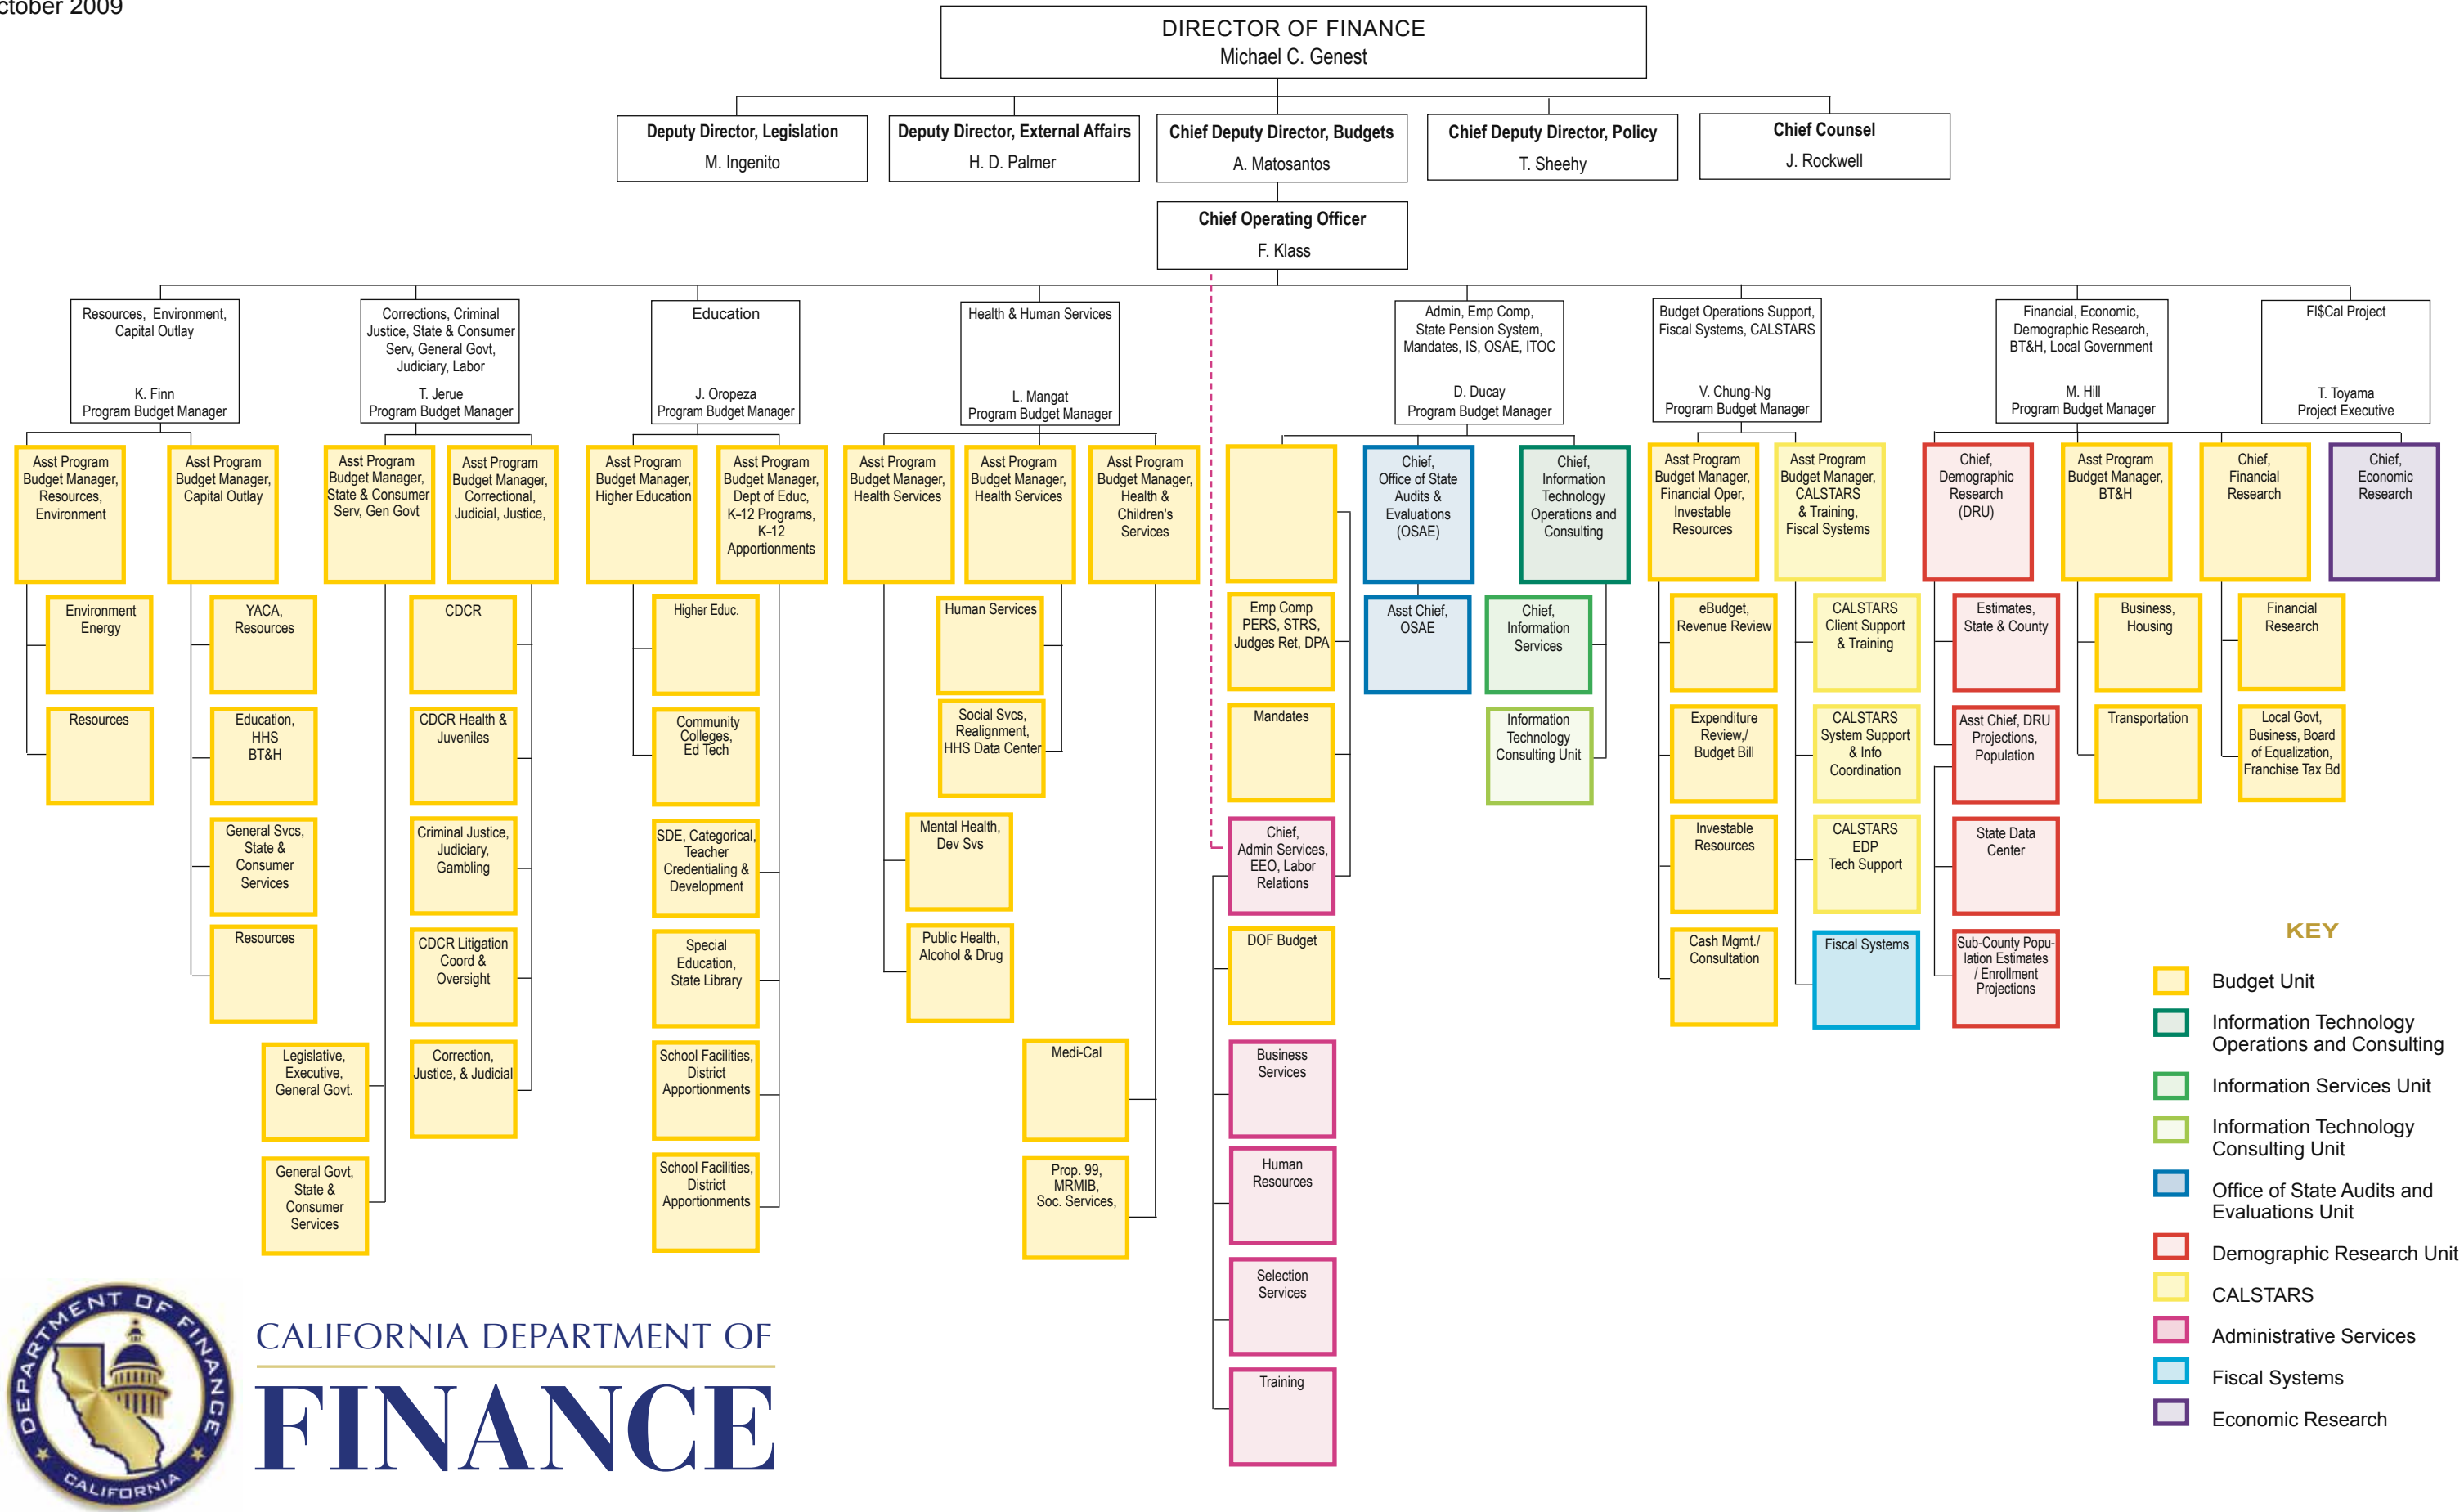 ctober 2009
DIRECTOR OF FINANCE
Michael C. Genest
Deputy Director, Legislation
M. Ingenito
Deputy Director, External Affairs
H. D. Palmer
Chief Deputy Director, Budgets
A. Matosantos
Chief Deputy Director, Policy
T. Sheehy
Chief Counsel
J. Rockwell
Chief Operating Officer
F. Klass
Resources, Environment,
Capital Outlay
K. Finn
Program Budget Manager
Corrections, Criminal
Justice, State & Consumer
Serv, General Govt,
Judiciary, Labor
T. Jerue
Program Budget Manager
Education
J. Oropeza
Program Budget Manager
Health & Human Services
L. Mangat
Program Budget Manager
Admin, Emp Comp,
State Pension System,
Mandates, IS, OSAE, ITOC
D. Ducay
Program Budget Manager
Budget Operations Support,
Fiscal Systems, CALSTARS
V. Chung-Ng
Program Budget Manager
Financial, Economic,
Demographic Research,
BT&H, Local Government
M. Hill
Program Budget Manager
FI$Cal Project
T. Toyama
Project Executive
Asst Program
Budget Manager,
Resources,
Environment
Asst Program
Budget Manager,
Capital Outlay
Asst Program
Budget Manager,
State & Consumer
Serv, Gen Govt
Asst Program
Budget Manager,
Correctional,
Judicial, Justice,
Asst Program
Budget Manager,
Higher Education
Asst Program
Budget Manager,
Dept of Educ,
K–12 Programs,
K–12
Apportionments
Asst Program
Budget Manager,
Health Services
Asst Program
Budget Manager,
Health Services
Asst Program
Budget Manager,
Health &
Children's
Services
Chief,
Office of State
Audits &
Evaluations
(OSAE)
Chief,
Information
Technology
Operations and
Consulting
Asst Program
Budget Manager,
Financial Oper,
Investable
Resources
Asst Program
Budget Manager,
CALSTARS
& Training,
Fiscal Systems
Chief,
Demographic
Research
(DRU)
Asst Program
Budget Manager,
BT&H
Chief,
Financial
Research
Chief,
Economic
Research
Environment
Energy
Resources
YACA,
Resources
Education,
HHS
BT&H
General Svcs,
State &
Consumer
Services
Resources
Legislative,
Executive,
General Govt.
General Govt,
State &
Consumer
Services
CDCR
CDCR Health &
Juveniles
Criminal Justice,
Judiciary,
Gambling
CDCR Litigation
Coord &
Oversight
Correction,
Justice, & Judicial
Higher Educ.
Community
Colleges,
Ed Tech
SDE, Categorical,
Teacher
Credentialing &
Development
Special
Education,
State Library
School Facilities,
District
Apportionments
School Facilities,
District
Apportionments
Human Services
Social Svcs,
Realignment,
HHS Data Center
Mental Health,
Dev Svs
Public Health,
Alcohol & Drug
Medi-Cal
Prop. 99,
MRMIB,
Soc. Services,
Emp Comp
PERS, STRS,
Judges Ret, DPA
Mandates
Chief,
Admin Services,
EEO, Labor
Relations
DOF Budget
Business
Services
Human
Resources
Selection
Services
Training
Asst Chief,
OSAE
Chief,
Information
Services
Information
Technology
Consulting Unit
eBudget,
Revenue Review
Expenditure
Review,/
Budget Bill
Investable
Resources
Cash Mgmt./
Consultation
CALSTARS
Client Support
& Training
CALSTARS
System Support
& Info
Coordination
CALSTARS
EDP
Tech Support
Fiscal Systems
Estimates,
State & County
Asst Chief, DRU
Projections,
Population
State Data
Center
Sub-County Popu-
lation Estimates
/ Enrollment
Projections
Business,
Housing
Transportation
Financial
Research
Local Govt,
Business, Board
of Equalization,
Franchise Tax Bd
KEY
Budget Unit
Information Technology
Operations and Consulting
Information Services Unit
Information Technology
Consulting Unit
Office of State Audits and
Evaluations Unit
Demographic Research Unit
CALSTARS
Administrative Services
Fiscal Systems
Economic Research
DEPARTMENT OF FINANCE
CALIFORNIA
CALIFORNIA DEPARTMENT OF
FINANCE